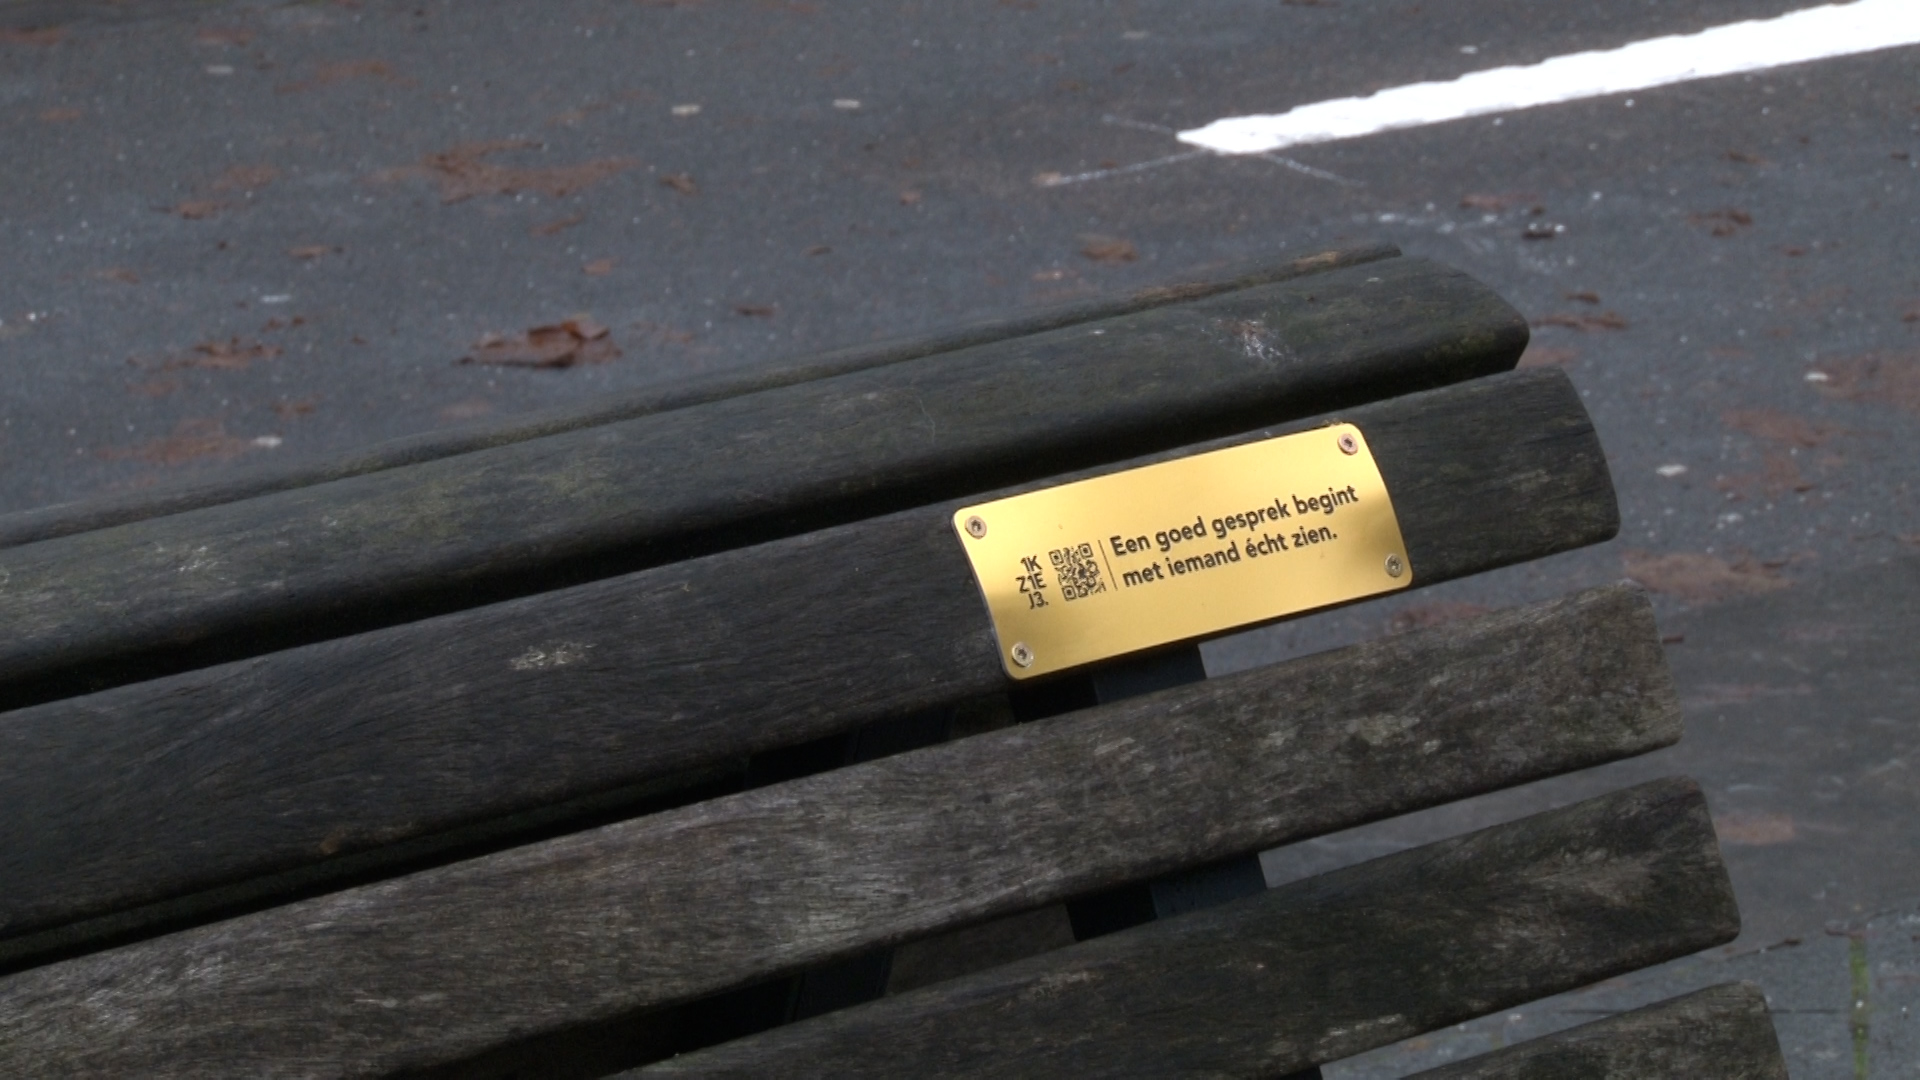 1K
Z1E
J3.
Een goed gesprek begint
met iemand écht zien.